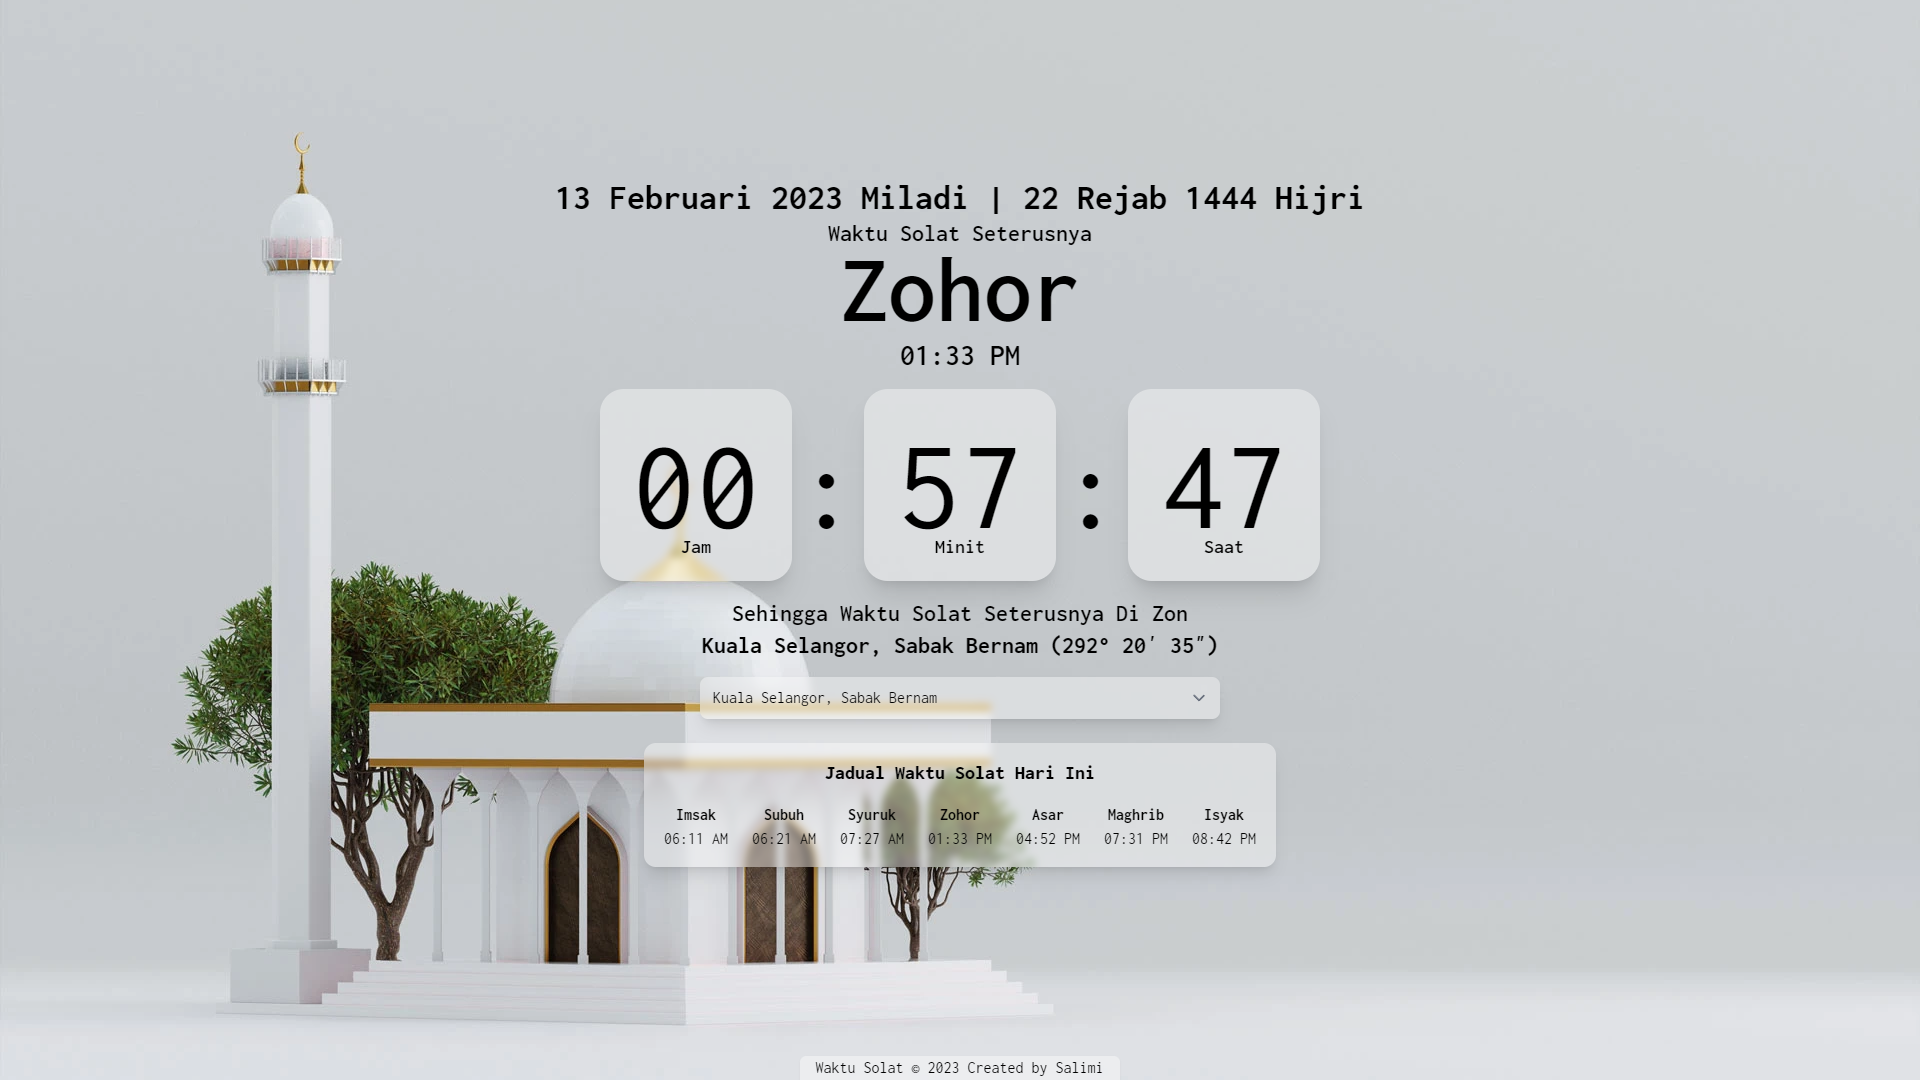 13 Februari 2023 Miladi | 22 Rejab 1444 Hijri
Waktu Solat Seterusnya
Zohor
01:33 PM
00 : 57 : 47
Jam Minit Saat
Sehingga Waktu Solat Seterusnya Di Zon
Kuala Selangor, Sabak Bernam (292° 20′ 35″)
Kuala Selangor, Sabak Bernam
Jadual Waktu Solat Hari Ini
Imsak Subuh Syuruk Zohor Asar Maghrib Isyak
06:11 AM 06:21 AM 07:27 AM 01:33 PM 04:52 PM 07:31 PM 08:42 PM
Waktu Solat © 2023 Created by Salimi